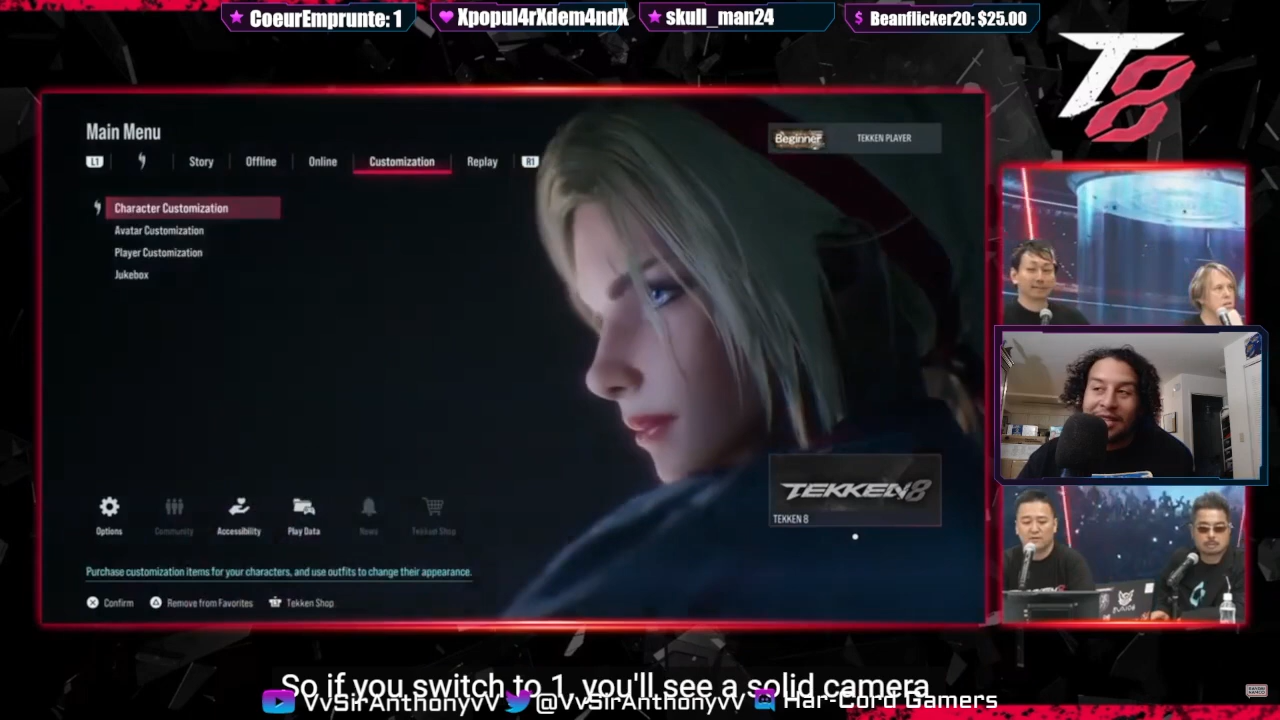 CoeurEmprunte: 1
Xpopul4rXdem4ndX
skull_man24
$ Beanflicker20: $25.00
T8
Main Menu
Beginner
TEKKEN PLAYER
L1
Story
Offline
Online
Customization
Replay
R1
Character Customization
Avatar Customization
Player Customization
Jukebox
TEKKEN 8
TEKKEN 8
Options
Community
Accessibility
Play Data
News
Tekken Shop
Purchase customization items for your characters, and use outfits to change their appearance.
Confirm
Remove from Favorites
Tekken Shop
So if you switch to 1, you'll see a solid camera
VvSirAnthonyVv
@VvSirAnthonyVv
Har-Cord Gamers